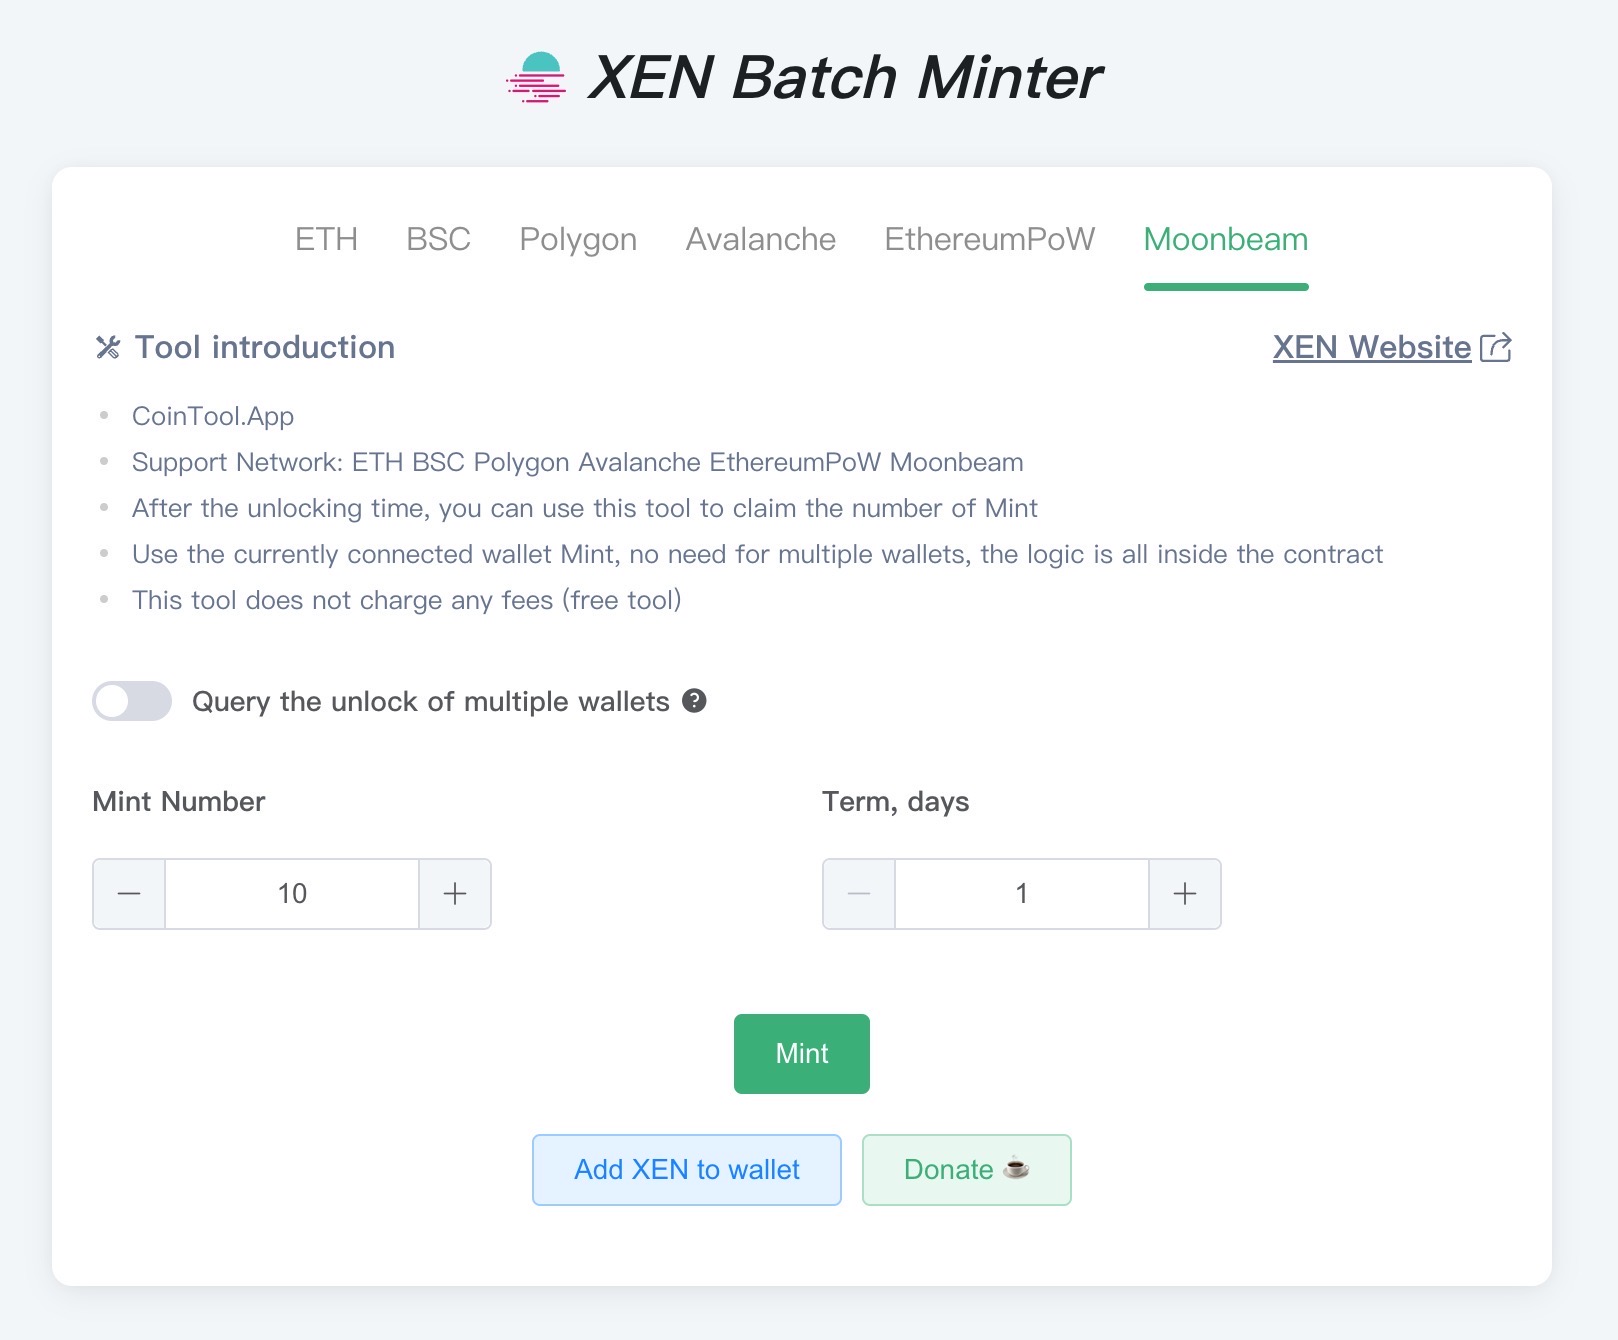 XEN Batch Minter
ETH BSC Polygon Avalanche EthereumPoW Moonbeam
Tool introduction XEN Website
CoinTool.App
Support Network: ETH BSC Polygon Avalanche EthereumPoW Moonbeam
After the unlocking time, you can use this tool to claim the number of Mint
Use the currently connected wallet Mint, no need for multiple wallets, the logic is all inside the contract
This tool does not charge any fees (free tool)
Query the unlock of multiple wallets ?
Mint Number Term, days
— 10 + — 1 +
Mint
Add XEN to wallet Donate ☕